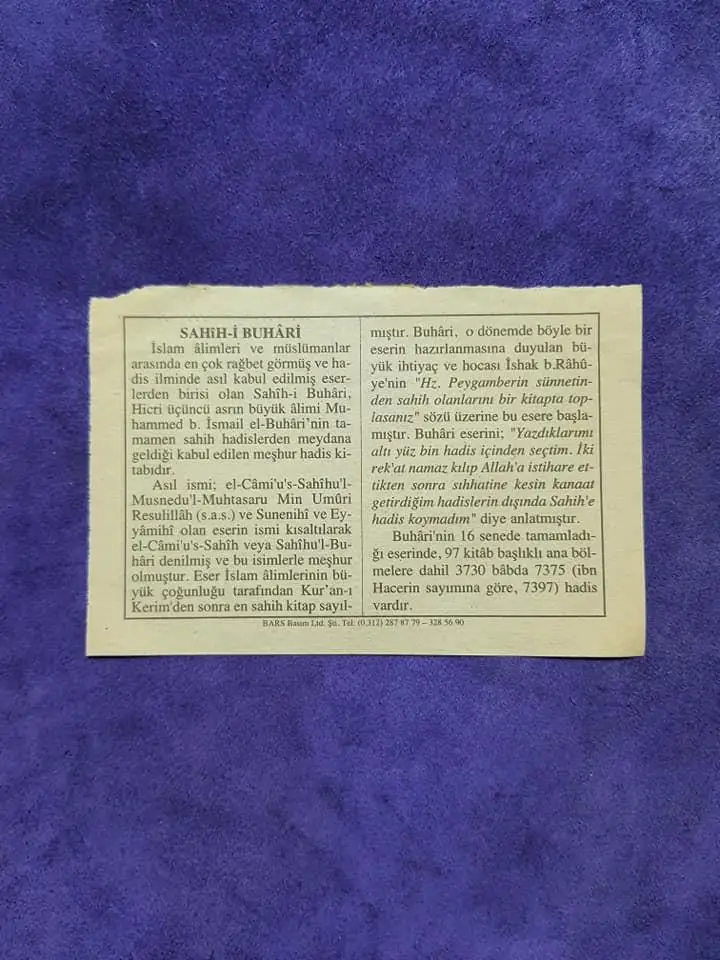 SAHîH-İ BUHÂRİ
İslam âlimleri ve müslümanlar
arasında en çok rağbet görmüş ve ha-
dis ilminde asıl kabul edilmiş eser-
lerden birisi olan Sahîh-i Buhâri,
Hicri üçüncü asrın büyük âlimi Mu-
hammed b. İsmail el-Buhâri'nin ta-
mamen sahih hadislerden meydana
geldiği kabul edilen meşhur hadis ki-
tabıdır.
Asıl ismi; el-Câmi'u's-Sahîhu'l-
Musnedu'l-Muhtasaru Min Umûri
Resulillâh (s.a.s.) ve Sunenihî ve Ey-
yâmihî olan eserin ismi kısaltılarak
el-Câmi'u's-Sahîh veya Sahîhu'l-Bu-
hâri denilmiş ve bu isimlerle meşhur
olmuştur. Eser İslam âlimlerinin bü-
yük çoğunluğu tarafından Kur'an-ı
Kerim'den sonra en sahih kitap sayıl-
mıştır. Buhâri, o dönemde böyle bir
eserin hazırlanmasına duyulan bü-
yük ihtiyaç ve hocası İshak b.Râhû-
ye'nin "Hz. Peygamberin sünnetin-
den sahih olanlarını bir kitapta top-
lasanız" sözü üzerine bu esere başla-
mıştır. Buhâri eserini; "Yazdıklarımı
altı yüz bin hadis içinden seçtim. İki
rek'at namaz kılıp Allah'a istihare et-
tikten sonra sıhhatine kesin kanaat
getirdiğim hadislerin dışında Sahih'e
hadis koymadım" diye anlatmıştır.
Buhâri'nin 16 senede tamamladı-
ğı eserinde, 97 kitâb başlıklı ana böl-
melere dahil 3730 bâbda 7375 (ibn
Hacerin sayımına göre, 7397) hadis
vardır.
BARS Basım Ltd. Şti. Tel: (0.312) 287 87 79 – 328 56 90